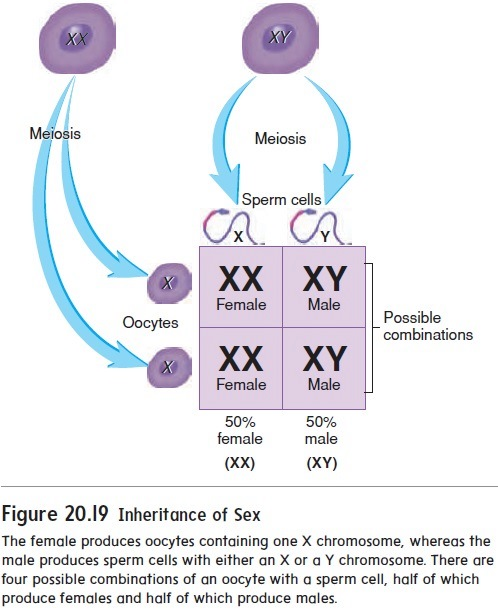 XX
XY
Meiosis
Meiosis
Sperm cells
X
Y
X
XX
XY
Female
Male
Oocytes
Possible
combinations
X
XX
XY
Female
Male
50%
50%
female
male
(XX)
(XY)
Figure 20.19 Inheritance of Sex
The female produces oocytes containing one X chromosome, whereas the
male produces sperm cells with either an X or a Y chromosome. There are
four possible combinations of an oocyte with a sperm cell, half of which
produce females and half of which produce males.